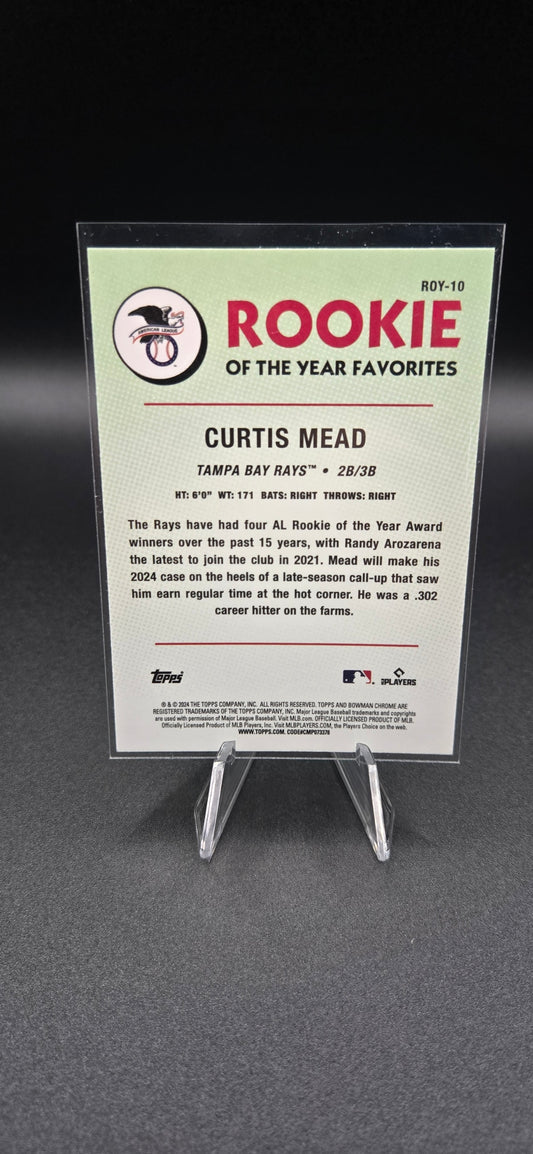 ROY-10
AMERICAN LEAGUE
ROOKIE
OF THE YEAR FAVORITES
CURTIS MEAD
TAMPA BAY RAYS™ • 2B/3B
HT: 6'0" WT: 171 BATS: RIGHT THROWS: RIGHT
The Rays have had four AL Rookie of the Year Award
winners over the past 15 years, with Randy Arozarena
the latest to join the club in 2021. Mead will make his
2024 case on the heels of a late-season call-up that saw
him earn regular time at the hot corner. He was a .302
career hitter on the farms.
topps
PLAYERS
® & © 2024 THE TOPPS COMPANY, INC. ALL RIGHTS RESERVED. TOPPS AND BOWMAN CHROME ARE
REGISTERED TRADEMARKS OF THE TOPPS COMPANY, INC. Major League Baseball trademarks and copyrights
are used with permission of Major League Baseball. Visit MLB.com. OFFICIALLY LICENSED PRODUCT OF MLB.
Officially Licensed Product of MLB Players, Inc. Visit MLBPLAYERS.COM, the Players Choice on the web.
WWW.TOPPS.COM. CODE#CMP073378